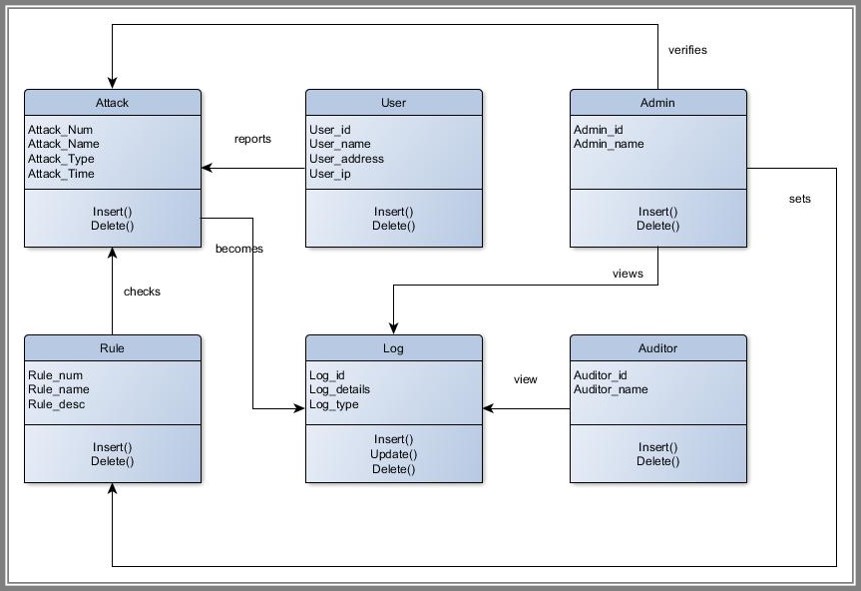 verifies
Attack
Attack_Num
Attack_Name
Attack_Type
Attack_Time
Insert()
Delete()
reports
User
User_id
User_name
User_address
User_ip
Insert()
Delete()
Admin
Admin_id
Admin_name
Insert()
Delete()
sets
becomes
views
checks
Rule
Rule_num
Rule_name
Rule_desc
Insert()
Delete()
Log
Log_id
Log_details
Log_type
Insert()
Update()
Delete()
view
Auditor
Auditor_id
Auditor_name
Insert()
Delete()